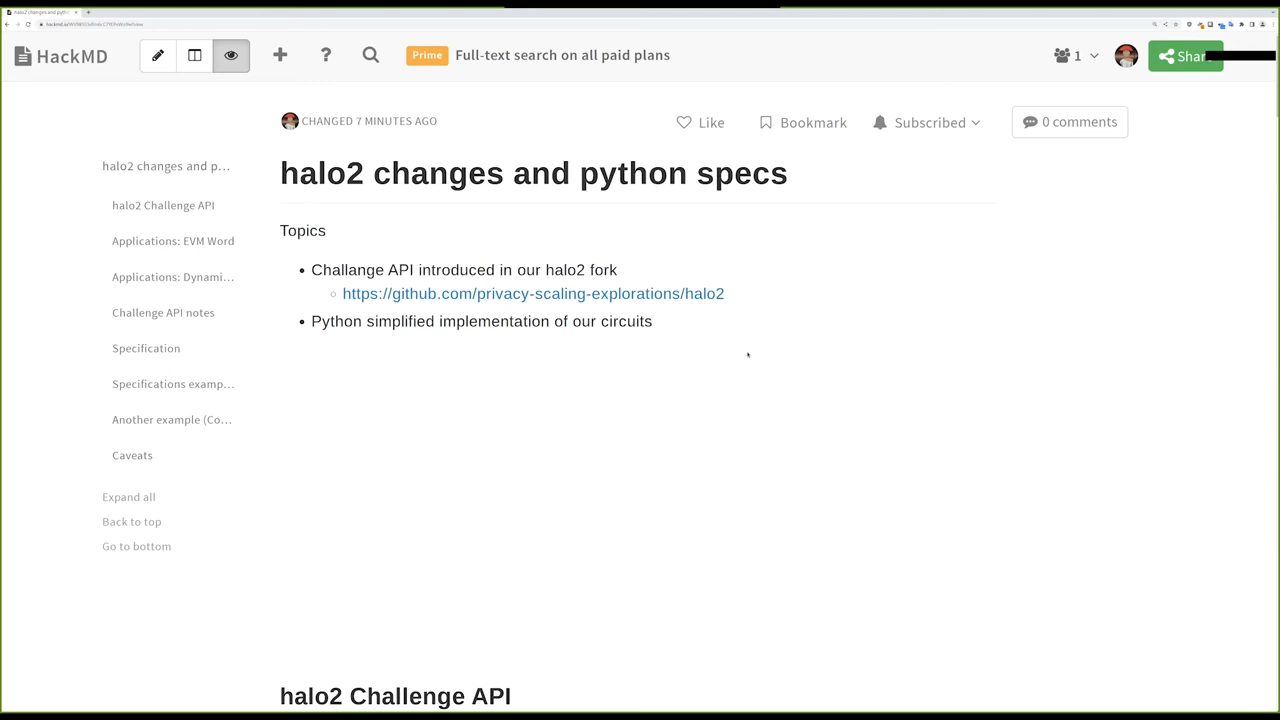 HackMD
Prime Full-text search on all paid plans
1
Shar
CHANGED 7 MINUTES AGO
Like
Bookmark
Subscribed
0 comments
halo2 changes and p...
halo2 Challenge API
Applications: EVM Word
Applications: Dynami...
Challenge API notes
Specification
Specifications examp...
Another example (Co...
Caveats
Expand all
Back to top
Go to bottom
halo2 changes and python specs
Topics
Challange API introduced in our halo2 fork
https://github.com/privacy-scaling-explorations/halo2
Python simplified implementation of our circuits
halo2 Challenge API